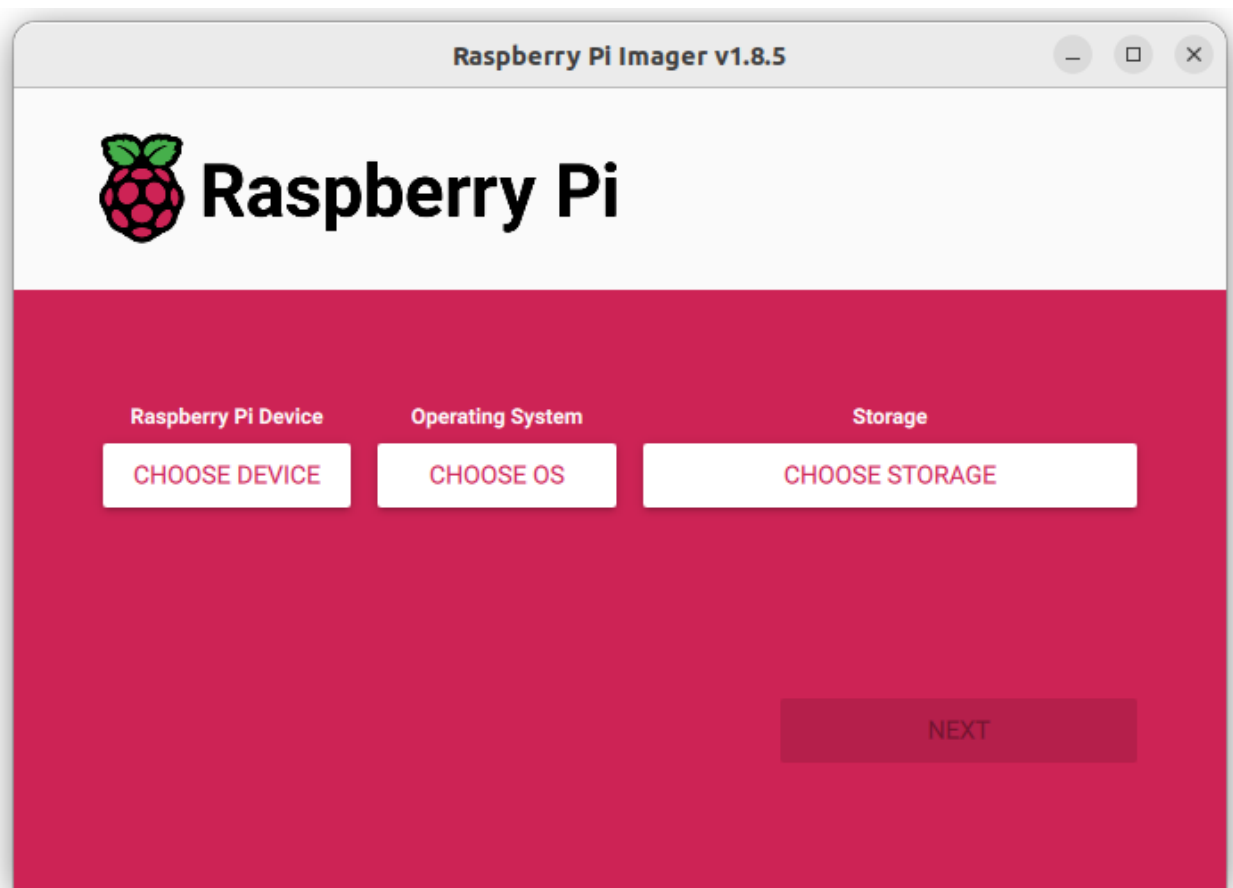 Raspberry Pi Imager v1.8.5
Raspberry Pi
Raspberry Pi Device
Operating System
Storage
CHOOSE DEVICE
CHOOSE OS
CHOOSE STORAGE
NEXT